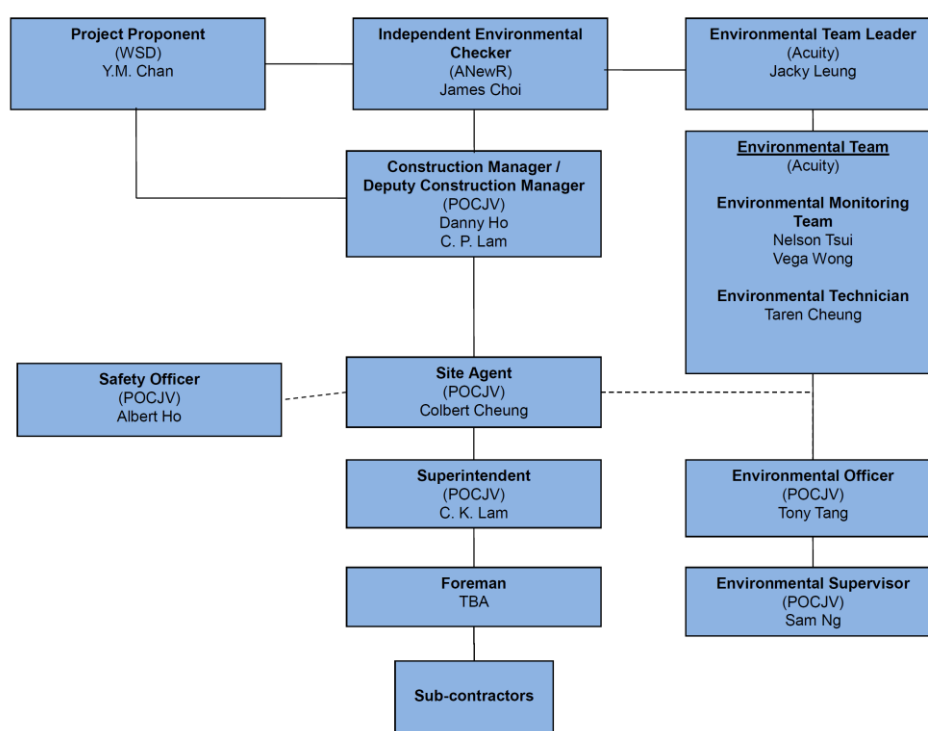 Project Proponent
(WSD)
Y.M. Chan
Independent Environmental
Checker
(ANewR)
James Choi
Environmental Team Leader
(Acuity)
Jacky Leung
Construction Manager /
Deputy Construction Manager
(POCJV)
Danny Ho
C. P. Lam
Environmental Team
(Acuity)
Environmental Monitoring
Team
Nelson Tsui
Vega Wong
Environmental Technician
Taren Cheung
Safety Officer
(POCJV)
Albert Ho
Site Agent
(POCJV)
Colbert Cheung
Superintendent
(POCJV)
C. K. Lam
Environmental Officer
(POCJV)
Tony Tang
Foreman
TBA
Environmental Supervisor
(POCJV)
Sam Ng
Sub-contractors